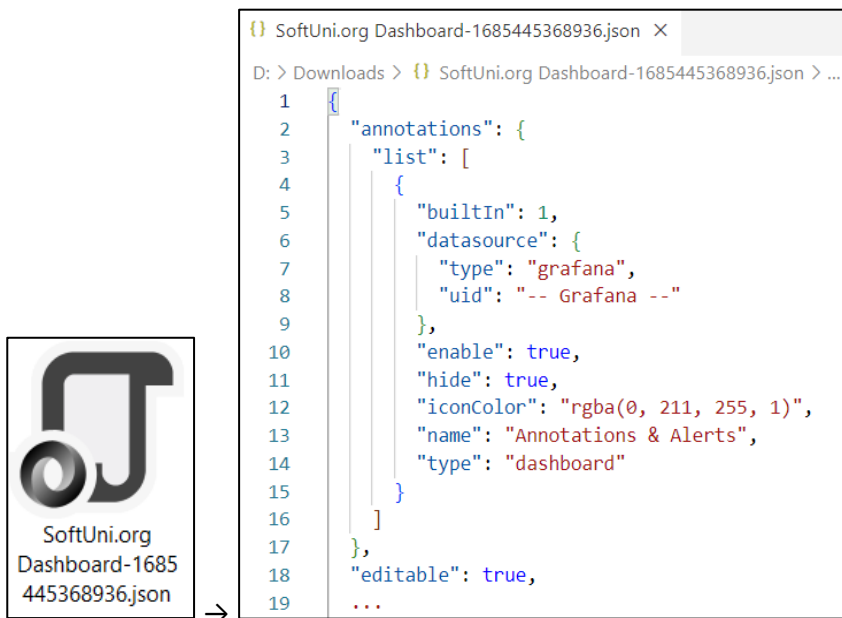 SoftUni.org
Dashboard-1685
445368936.json
→
{} SoftUni.org Dashboard-1685445368936.json ×
D: > Downloads > {} SoftUni.org Dashboard-1685445368936.json > ...
1 {
2 "annotations": {
3 "list": [
4 {
5 "builtIn": 1,
6 "datasource": {
7 "type": "grafana",
8 "uid": "-- Grafana --"
9 },
10 "enable": true,
11 "hide": true,
12 "iconColor": "rgba(0, 211, 255, 1)",
13 "name": "Annotations & Alerts",
14 "type": "dashboard"
15 }
16 ]
17 },
18 "editable": true,
19 ...